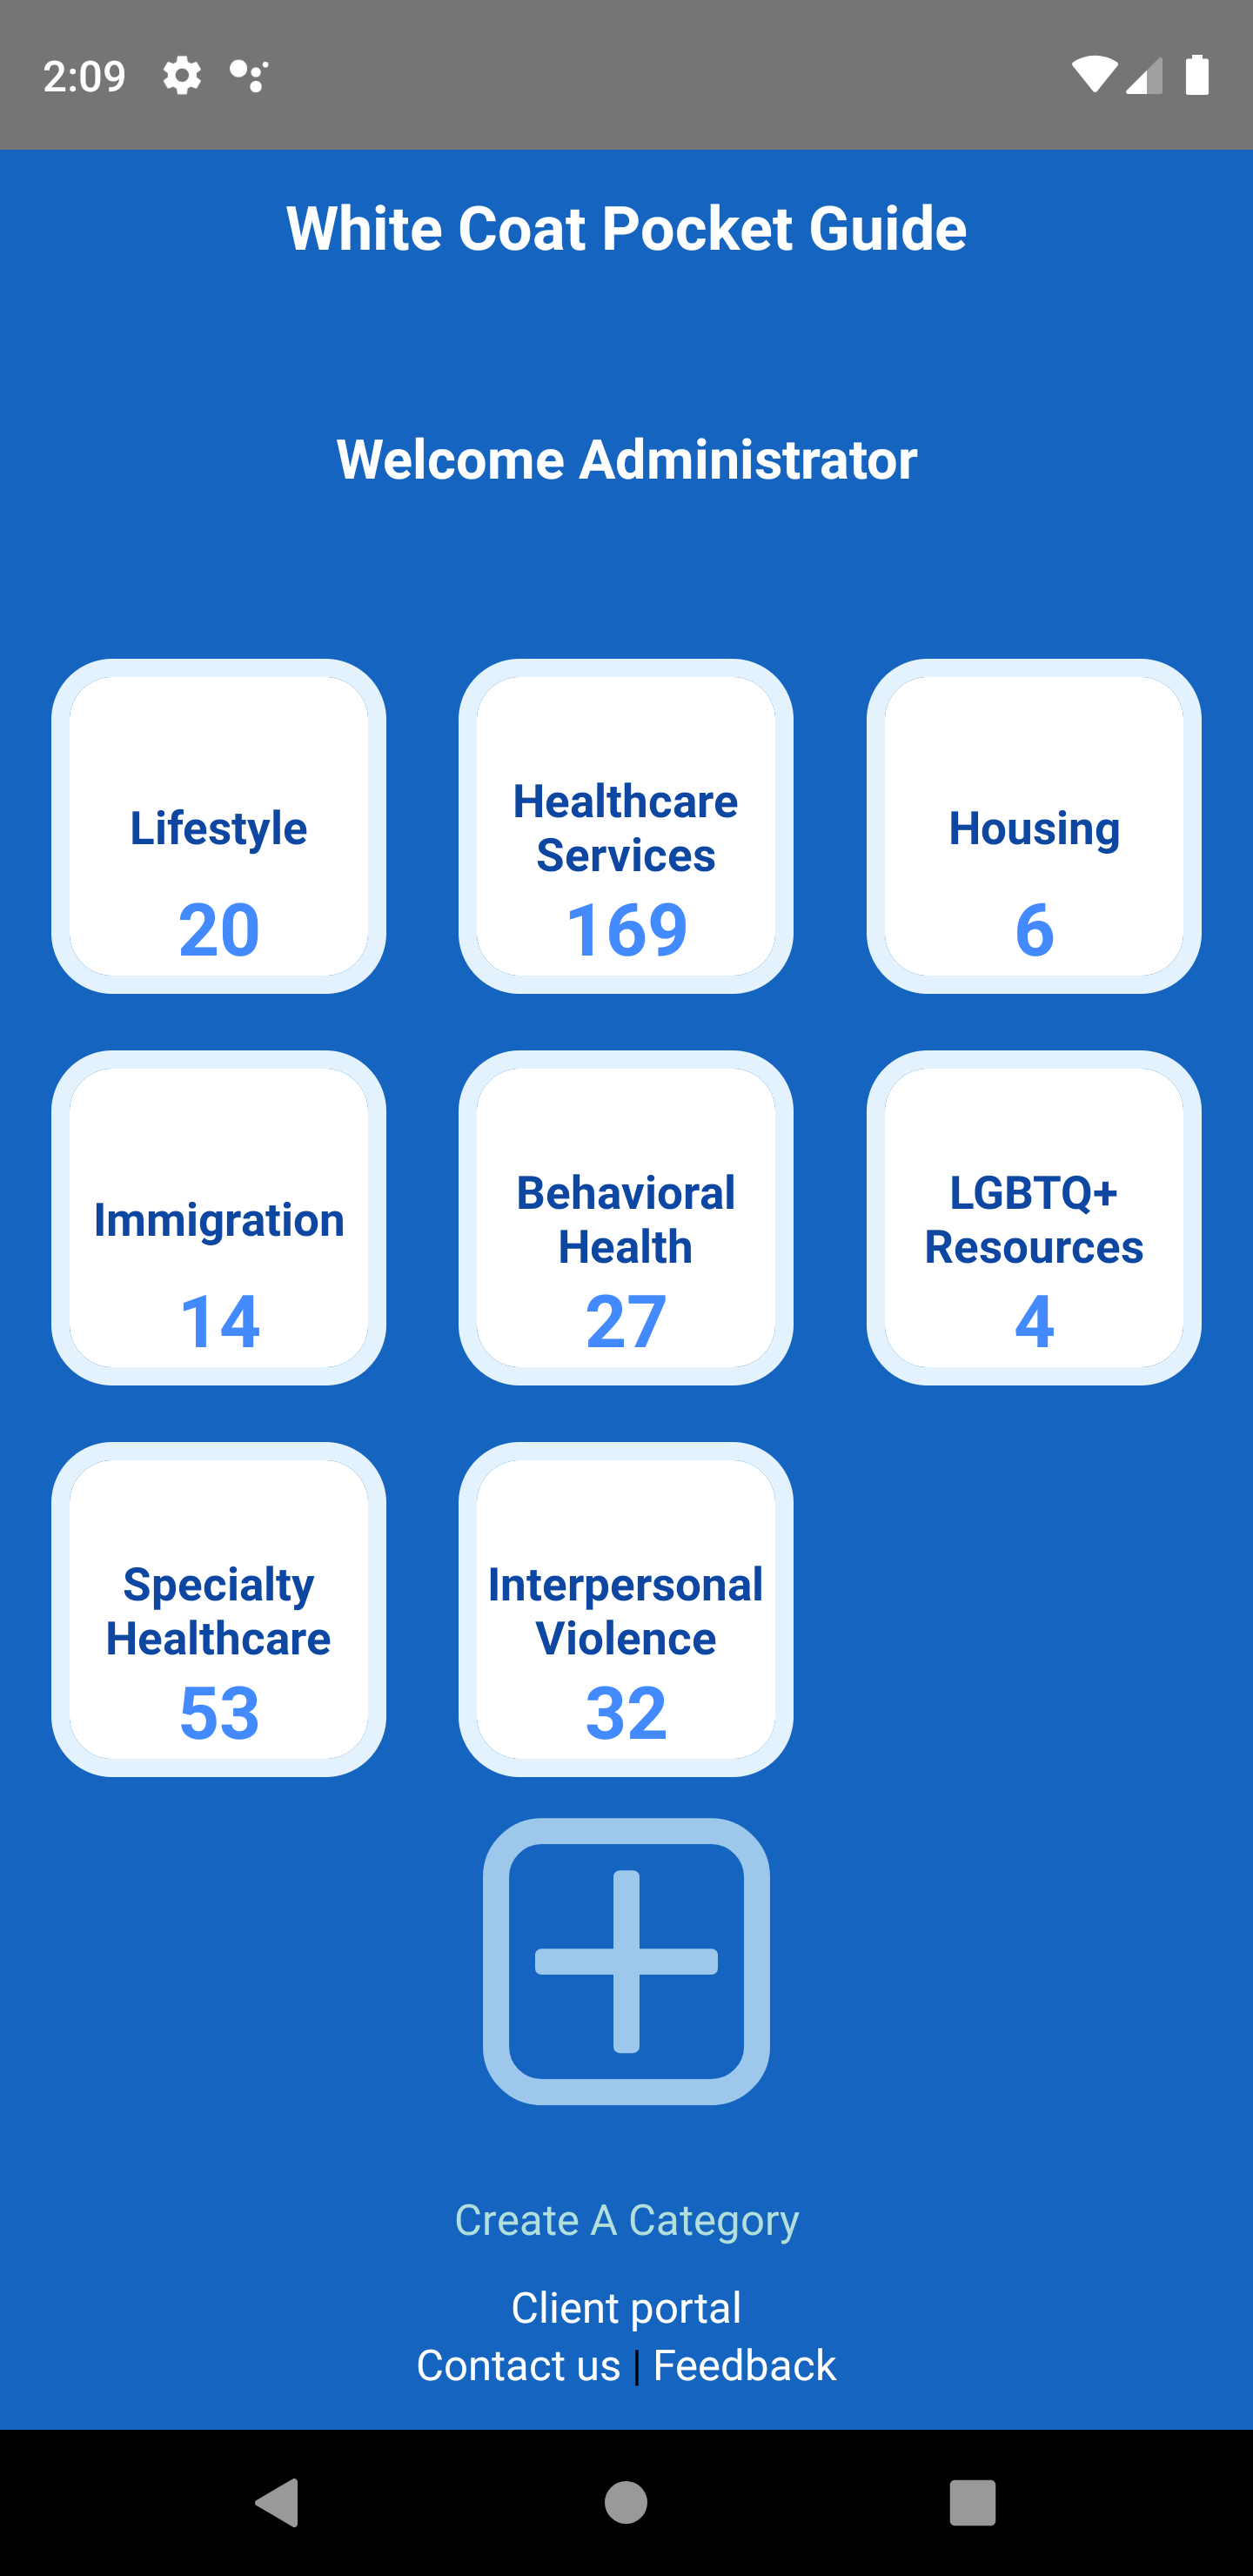 2:09
White Coat Pocket Guide
Welcome Administrator
Lifestyle
20
Healthcare
Services
169
Housing
6
Immigration
14
Behavioral
Health
27
LGBTQ+
Resources
4
Specialty
Healthcare
53
Interpersonal
Violence
32
Create A Category
Client portal
Contact us | Feedback